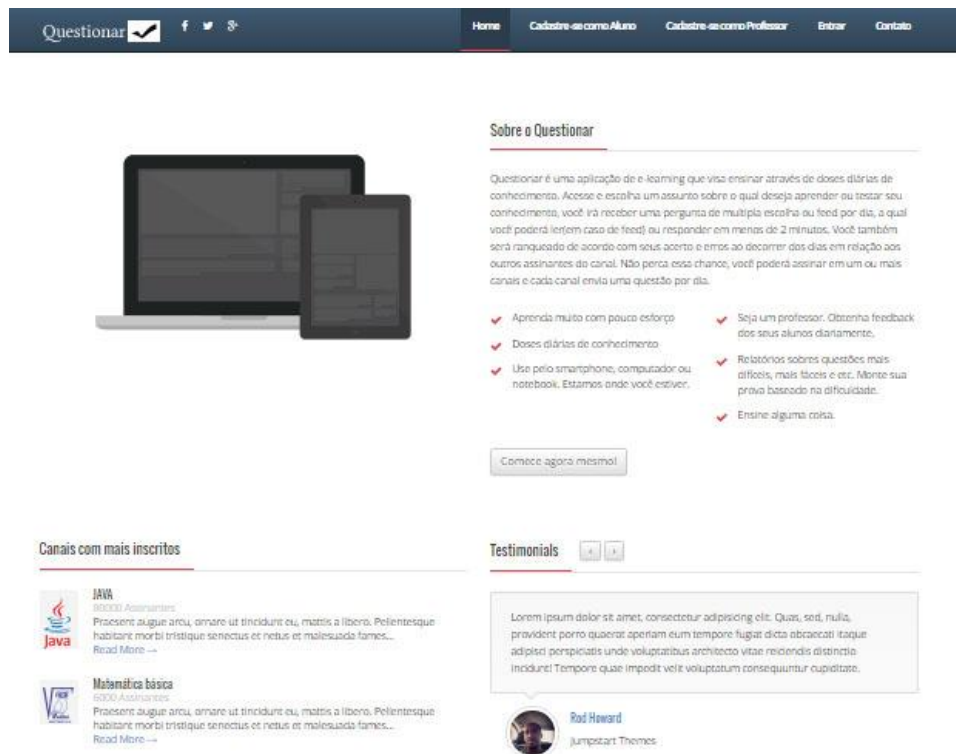 Questionar
Home Cadastre-se como Aluno Cadastre-se como Professor Entrar Contato
Sobre o Questionar
Questionar é uma aplicação de e-learning que visa ensinar através de doses diárias de
conhecimento. Acesse e escolha um assunto sobre o qual deseja aprender ou testar seu
conhecimento, você irá receber uma pergunta de multipla escolha ou feed por dia, a qual
você poderá ler(em caso de feed) ou responder em menos de 2 minutos. Você também
será ranqueado de acordo com seus acerto e erros ao decorrer dos dias em relação aos
outros assinantes do canal. Não perca essa chance, você poderá assinar em um ou mais
canais e cada canal envia uma questão por dia.
Aprenda muito com pouco esforço
Doses diárias de conhecimento
Use pelo smartphone, computador ou
notebook. Estamos onde você estiver.
Seja um professor. Obtenha feedback
dos seus alunos diariamente.
Relatórios sobres questões mais
difíceis, mais fáceis e etc. Monte sua
prova baseado na dificuldade.
Ensine alguma coisa.
Comece agora mesmo!
Canais com mais inscritos
JAVA
80000 Assinantes
Java
Praesent augue arcu, ornare ut tincidunt eu, mattis a libero. Pellentesque
habitant morbi tristique senectus et netus et malesuada fames...
Read More →
Matemática básica
6000 Assinantes
Praesent augue arcu, ornare ut tincidunt eu, mattis a libero. Pellentesque
habitant morbi tristique senectus et netus et malesuada fames...
Read More →
Testimonials
Lorem ipsum dolor sit amet, consectetur adipisicing elit. Quas, sed, nulla,
provident porro quaerat aperiam eum tempore fugiat dicta obcaecati itaque
adipisci perspiciatis unde voluptatibus architecto vitae reiciendis distinctio
incidunt! Tempore quae impedit velit voluptatum consequuntur cupiditate.
Rod Howard
Jumpstart Themes